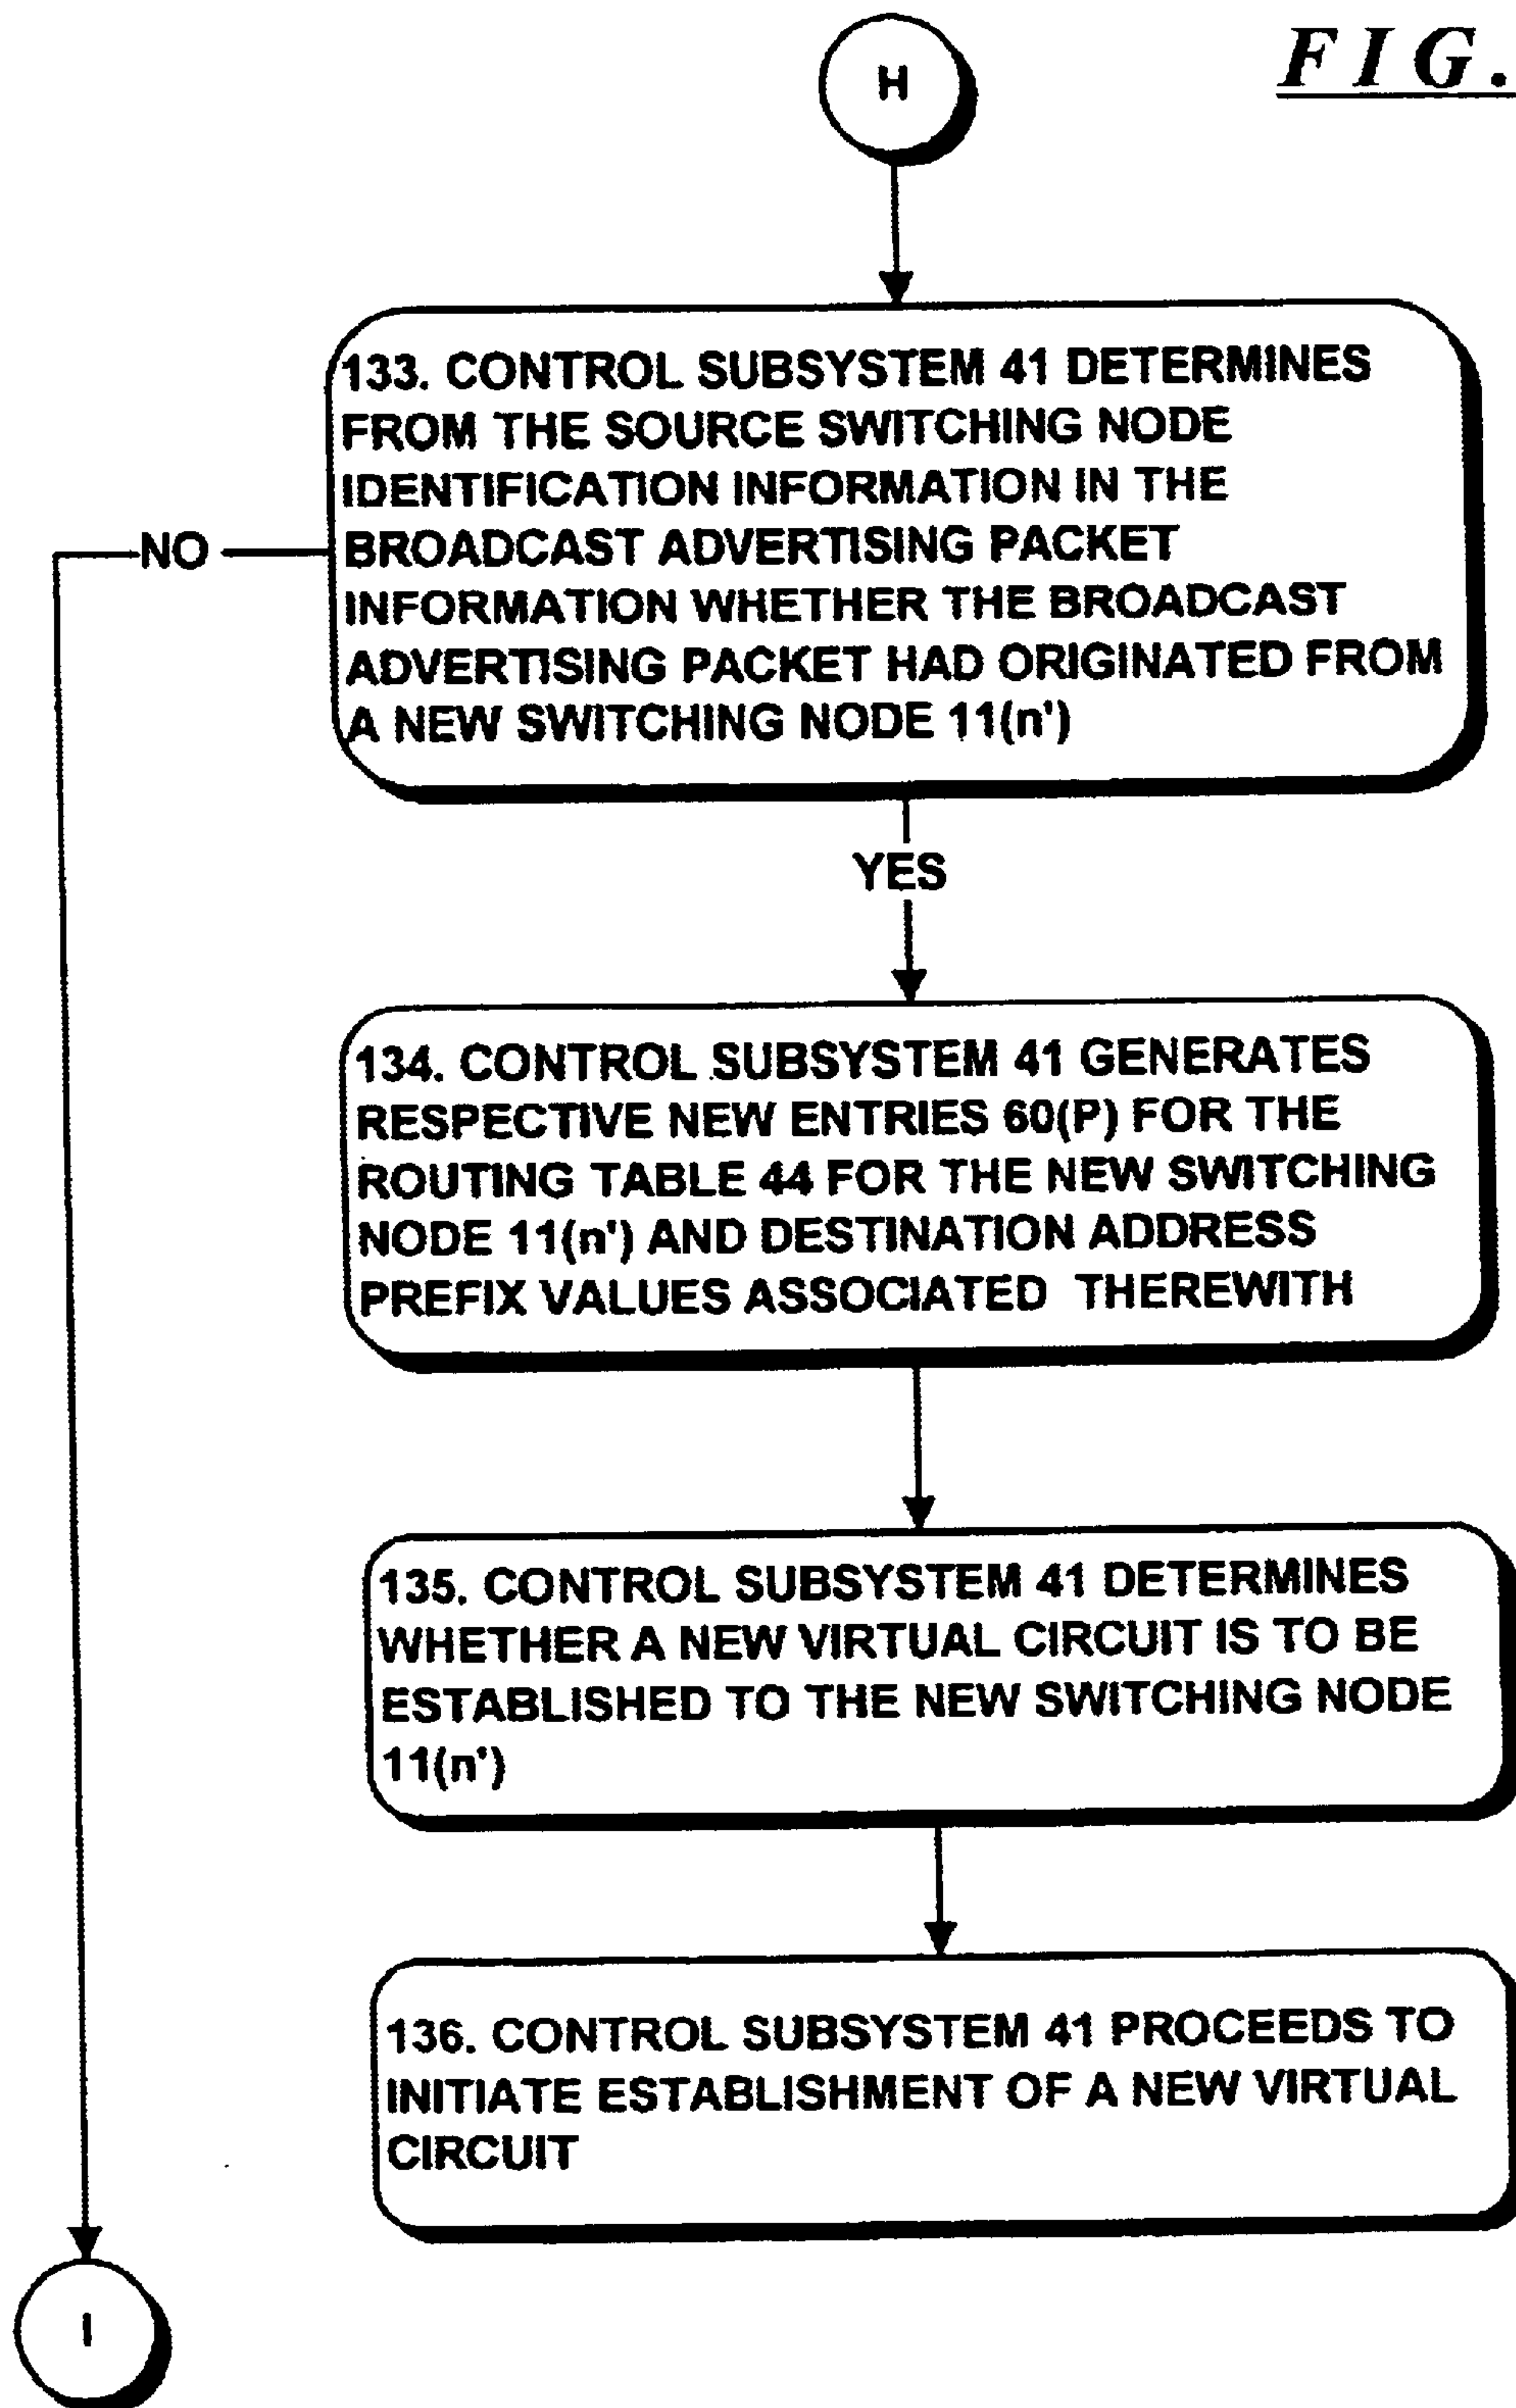 H
FIG.
133. CONTROL SUBSYSTEM 41 DETERMINES
FROM THE SOURCE SWITCHING NODE
IDENTIFICATION INFORMATION IN THE
BROADCAST ADVERTISING PACKET
INFORMATION WHETHER THE BROADCAST
ADVERTISING PACKET HAD ORIGINATED FROM
A NEW SWITCHING NODE 11(n')
NO
YES
134. CONTROL SUBSYSTEM 41 GENERATES
RESPECTIVE NEW ENTRIES 60(P) FOR THE
ROUTING TABLE 44 FOR THE NEW SWITCHING
NODE 11(n') AND DESTINATION ADDRESS
PREFIX VALUES ASSOCIATED THEREWITH
135. CONTROL SUBSYSTEM 41 DETERMINES
WHETHER A NEW VIRTUAL CIRCUIT IS TO BE
ESTABLISHED TO THE NEW SWITCHING NODE
11(n')
136. CONTROL SUBSYSTEM 41 PROCEEDS TO
INITIATE ESTABLISHMENT OF A NEW VIRTUAL
CIRCUIT
I